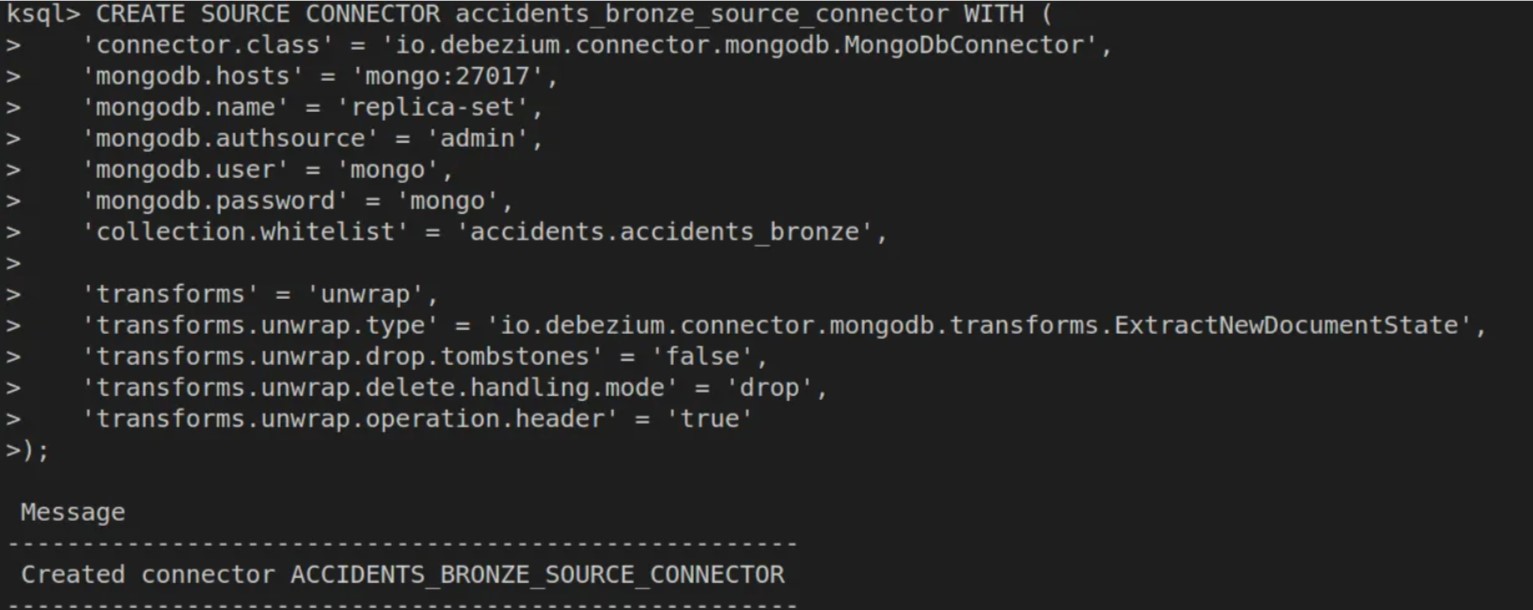 ksql> CREATE SOURCE CONNECTOR accidents_bronze_source_connector WITH (
>    'connector.class' = 'io.debezium.connector.mongodb.MongoDbConnector',
>    'mongodb.hosts' = 'mongo:27017',
>    'mongodb.name' = 'replica-set',
>    'mongodb.authsource' = 'admin',
>    'mongodb.user' = 'mongo',
>    'mongodb.password' = 'mongo',
>    'collection.whitelist' = 'accidents.accidents_bronze',
>
>    'transforms' = 'unwrap',
>    'transforms.unwrap.type' = 'io.debezium.connector.mongodb.transforms.ExtractNewDocumentState',
>    'transforms.unwrap.drop.tombstones' = 'false',
>    'transforms.unwrap.delete.handling.mode' = 'drop',
>    'transforms.unwrap.operation.header' = 'true'
>);
Message
-----------------------------------------------------
Created connector ACCIDENTS_BRONZE_SOURCE_CONNECTOR
-----------------------------------------------------